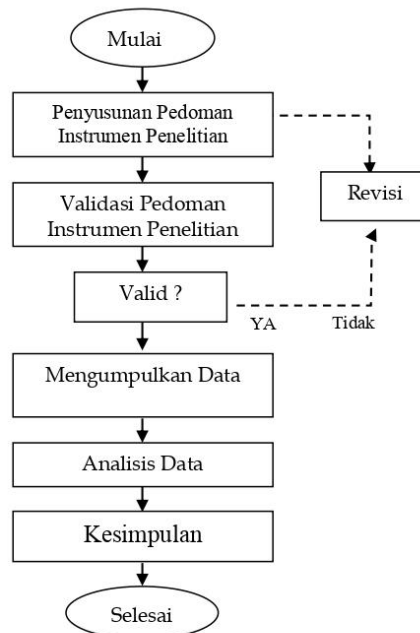 Mulai
Penyusunan Pedoman
Instrumen Penelitian
Revisi
Validasi Pedoman
Instrumen Penelitian
Valid ?
YA
Tidak
Mengumpulkan Data
Analisis Data
Kesimpulan
Selesai